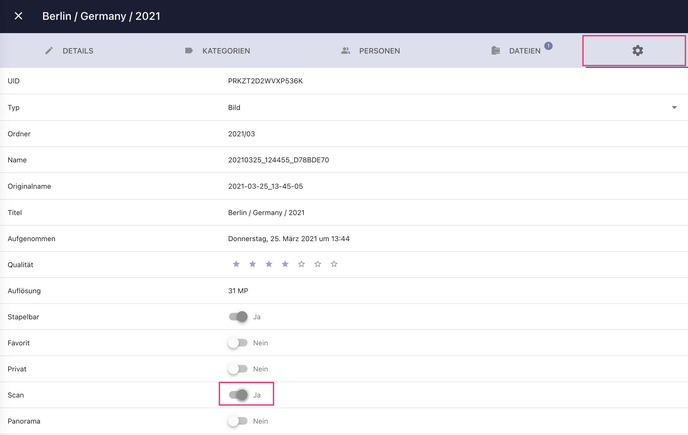 Berlin / Germany / 2021
DETAILS KATEGORIEN PERSONEN DATEIEN 1
UID PRKZT2D2WVXP536K
Typ Bild
Ordner 2021/03
Name 20210325_124455_D78BDE70
Originalname 2021-03-25_13-45-05
Titel Berlin / Germany / 2021
Aufgenommen Donnerstag, 25. März 2021 um 13:44
Qualität
Auflösung 31 MP
Stapelbar Ja
Favorit Nein
Privat Nein
Scan Ja
Panorama Nein